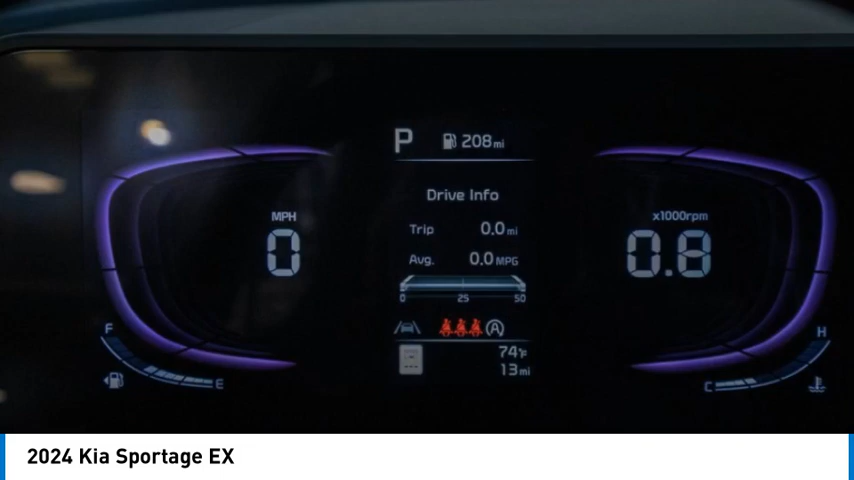 P 208mi
Drive Info
MPH
0
Trip 0.0mi
Avg. 0.0MPG
0 25 50
x1000rpm
0.8
F
E
A
74°F
13mi
H
C
2024 Kia Sportage EX